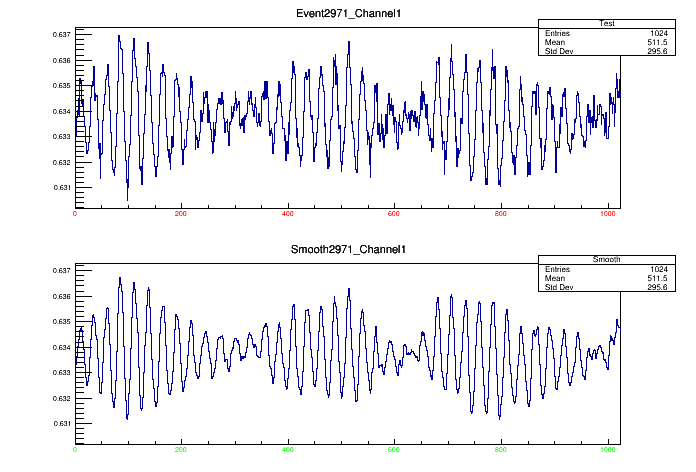 Event2971_Channel1
Test
Entries 1024
Mean 511.5
Std Dev 295.6
0.637
0.636
0.635
0.634
0.633
0.632
0.631
0 200 400 600 800 1000
Smooth2971_Channel1
Smooth
Entries 1024
Mean 511.5
Std Dev 295.6
0.637
0.636
0.635
0.634
0.633
0.632
0.631
0 200 400 600 800 1000